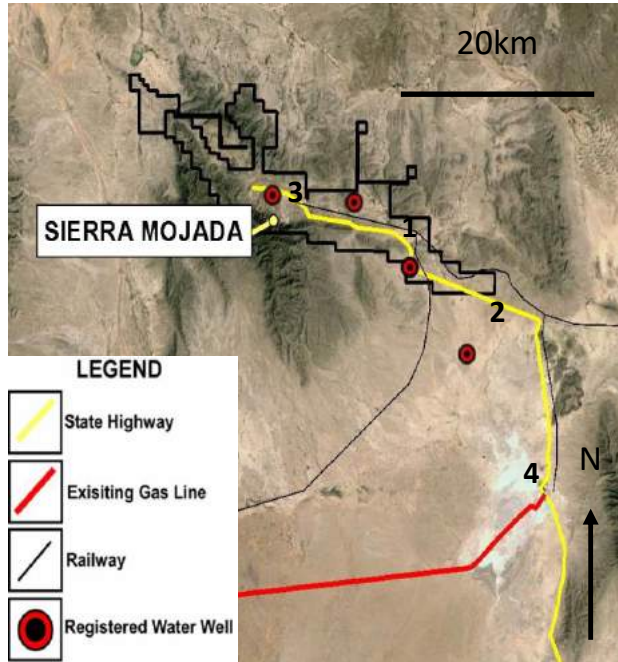 20km
3
1
SIERRA MOJADA
2
LEGEND
State Highway
4
N
Exisiting Gas Line
Railway
Registered Water Well